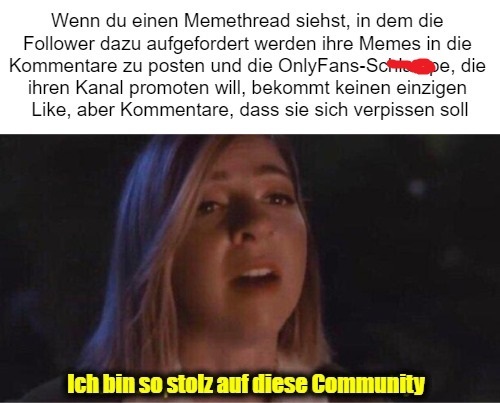 Wenn du einen Memethread siehst, in dem die
Follower dazu aufgefordert werden ihre Memes in die
Kommentare zu posten und die OnlyFans- die
ihren Kanal promoten will, bekommt keinen einzigen
Like, aber Kommentare, dass sie sich verpissen soll
Ich bin so stolz auf diese Community